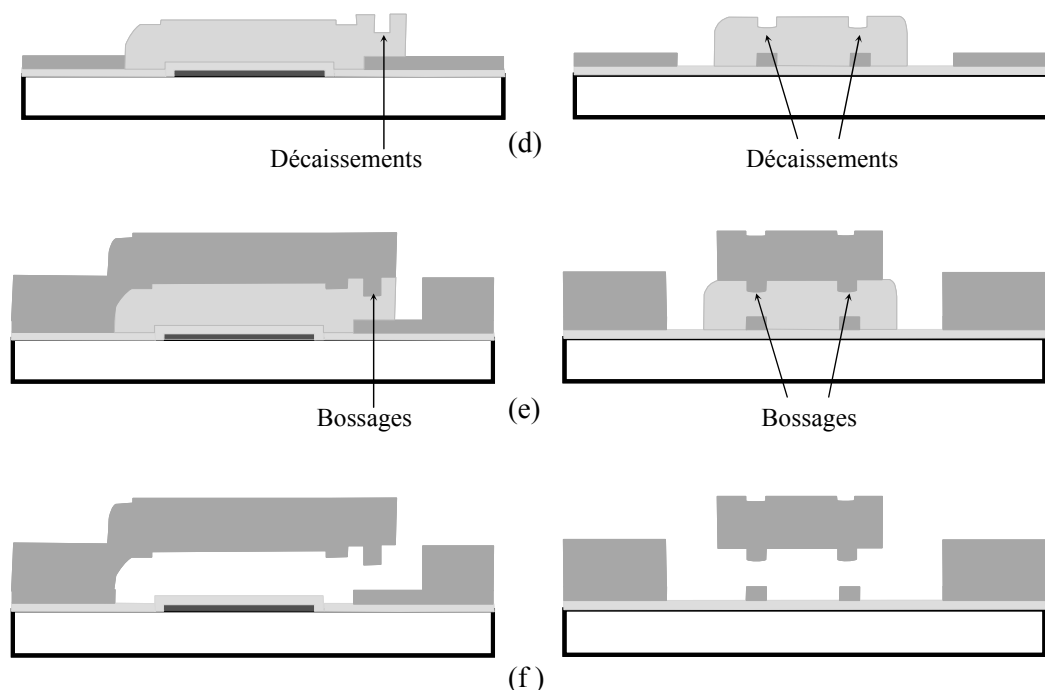 (d)
Décaissements
Décaissements
(e)
Bossages
Bossages
(f )